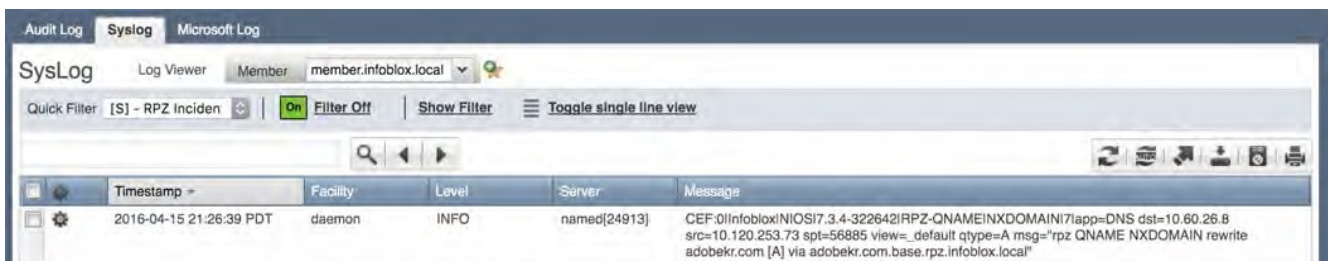 Audit Log Syslog Microsoft Log
SysLog Log Viewer Member member.infoblox.local
Quick Filter [S] - RPZ Inciden On Filter Off Show Filter Toggle single line view
Timestamp Facility Level Server Message
2016-04-15 21:26:39 PDT daemon INFO named[24913] CEF:0|Infoblox|NIOS|7.3.4-322642|RPZ-QNAME|NXDOMAIN|7|app=DNS dst=10.60.26.8
src=10.120.253.73 spt=56885 view=_default qtype=A msg="rpz QNAME NXDOMAIN rewrite
adobekr.com [A] via adobekr.com.base.rpz.infoblox.local"